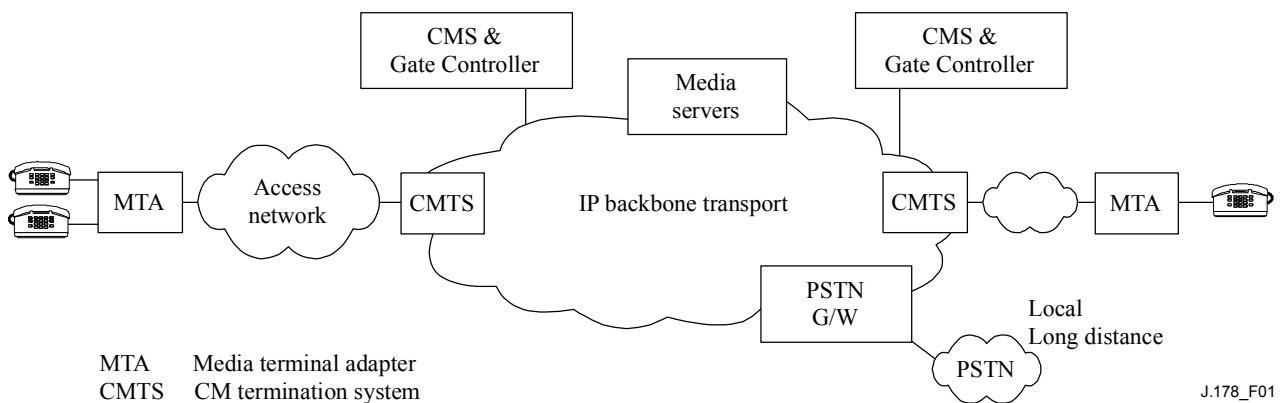 CMS &
Gate Controller
CMS &
Gate Controller
Media
servers
MTA
Access
network
CMTS
IP backbone transport
CMTS
MTA
PSTN
G/W
Local
Long distance
PSTN
MTA Media terminal adapter
CMTS CM termination system
J.178_F01